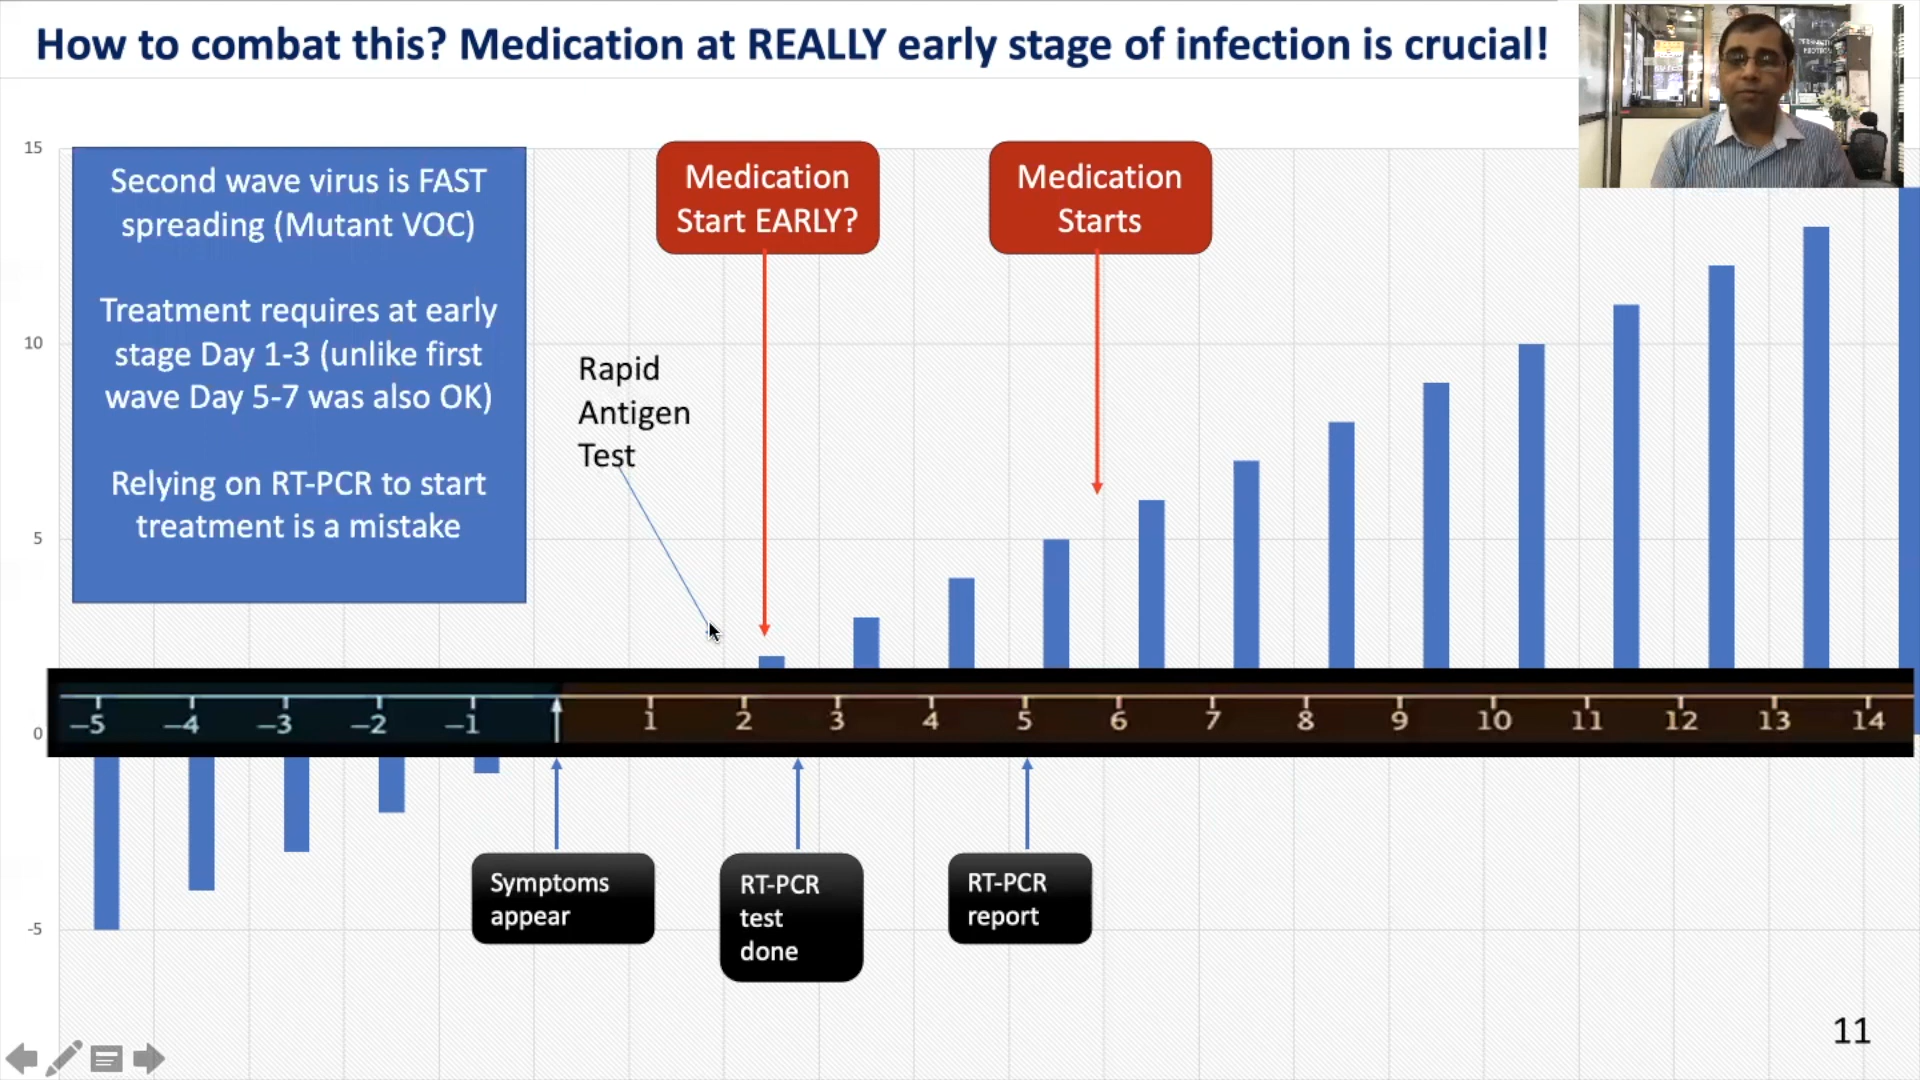 How to combat this? Medication at REALLY early stage of infection is crucial!
15
10
5
0
-5
Second wave virus is FAST
spreading (Mutant VOC)
Treatment requires at early
stage Day 1-3 (unlike first
wave Day 5-7 was also OK)
Relying on RT-PCR to start
treatment is a mistake
Medication
Start EARLY?
Medication
Starts
Rapid
Antigen
Test
–5 –4 –3 –2 –1 1 2 3 4 5 6 7 8 9 10 11 12 13 14
Symptoms
appear
RT-PCR
test
done
RT-PCR
report
11